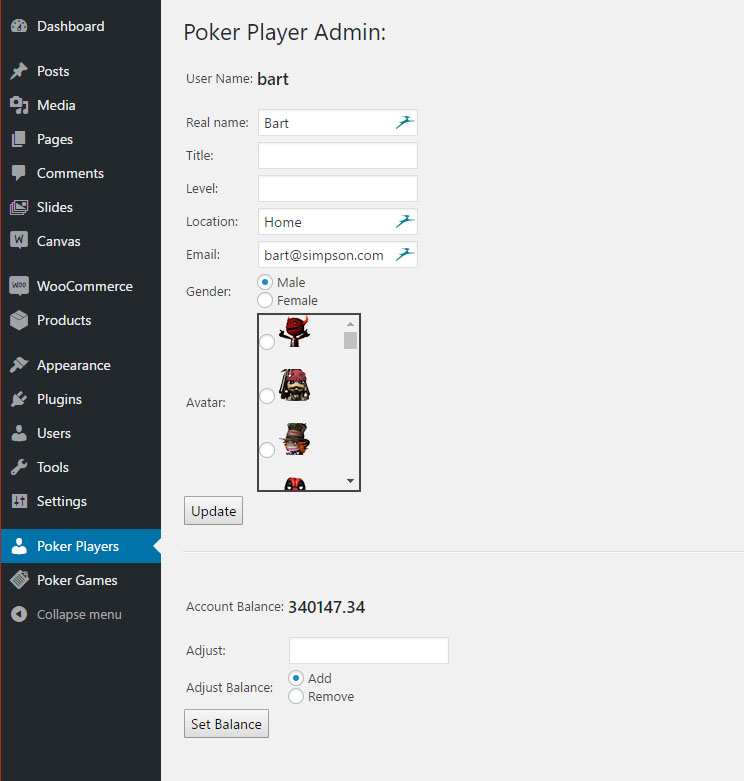 Dashboard
Posts
Media
Pages
Comments
Slides
W Canvas
Woo WooCommerce
Products
Appearance
Plugins
Users
Tools
Settings
Poker Players
Poker Games
Collapse menu
Poker Player Admin:
User Name: bart
Real name: Bart
Title:
Level:
Location: Home
Email: bart@simpson.com
Gender: Male
Female
Avatar:
Update
Account Balance: 340147.34
Adjust:
Adjust Balance: Add
Remove
Set Balance